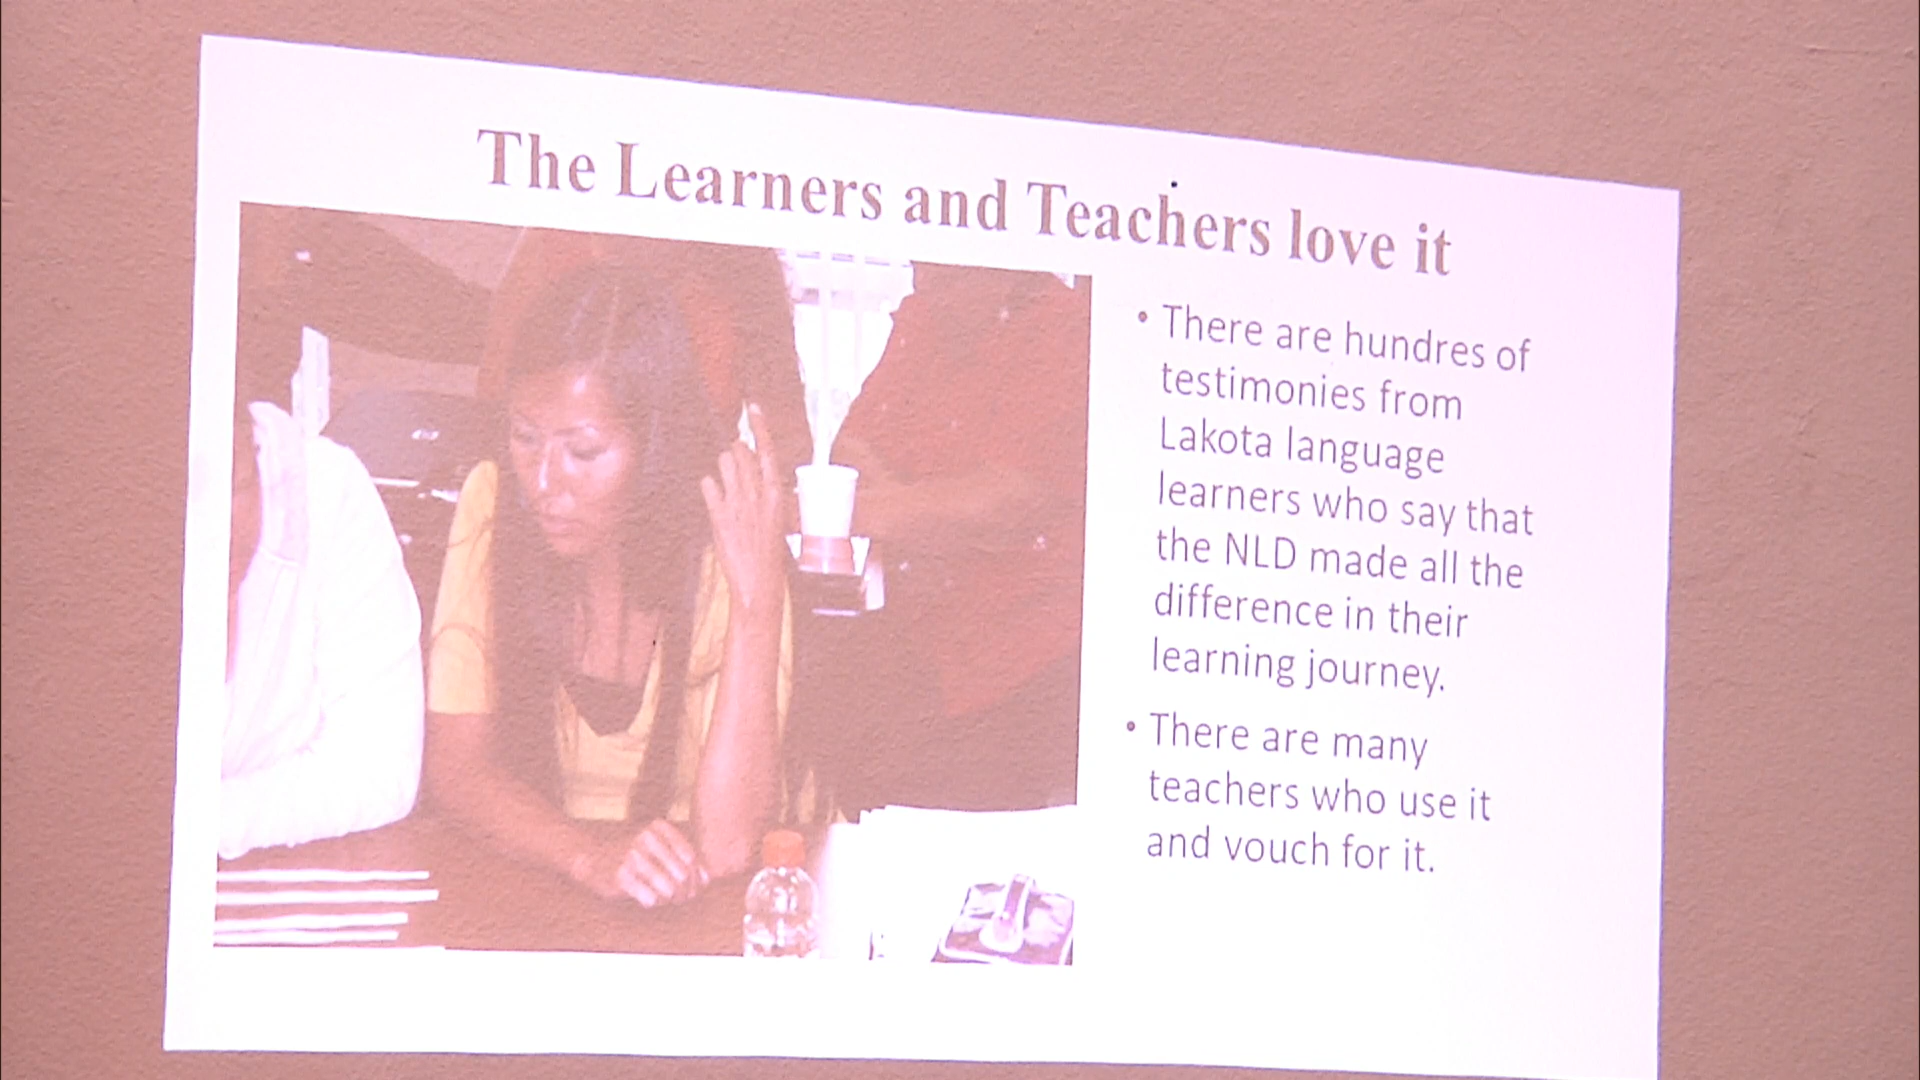 The Learners and Teachers love it
• There are hundres of
testimonies from
Lakota language
learners who say that
the NLD made all the
difference in their
learning journey.
• There are many
teachers who use it
and vouch for it.